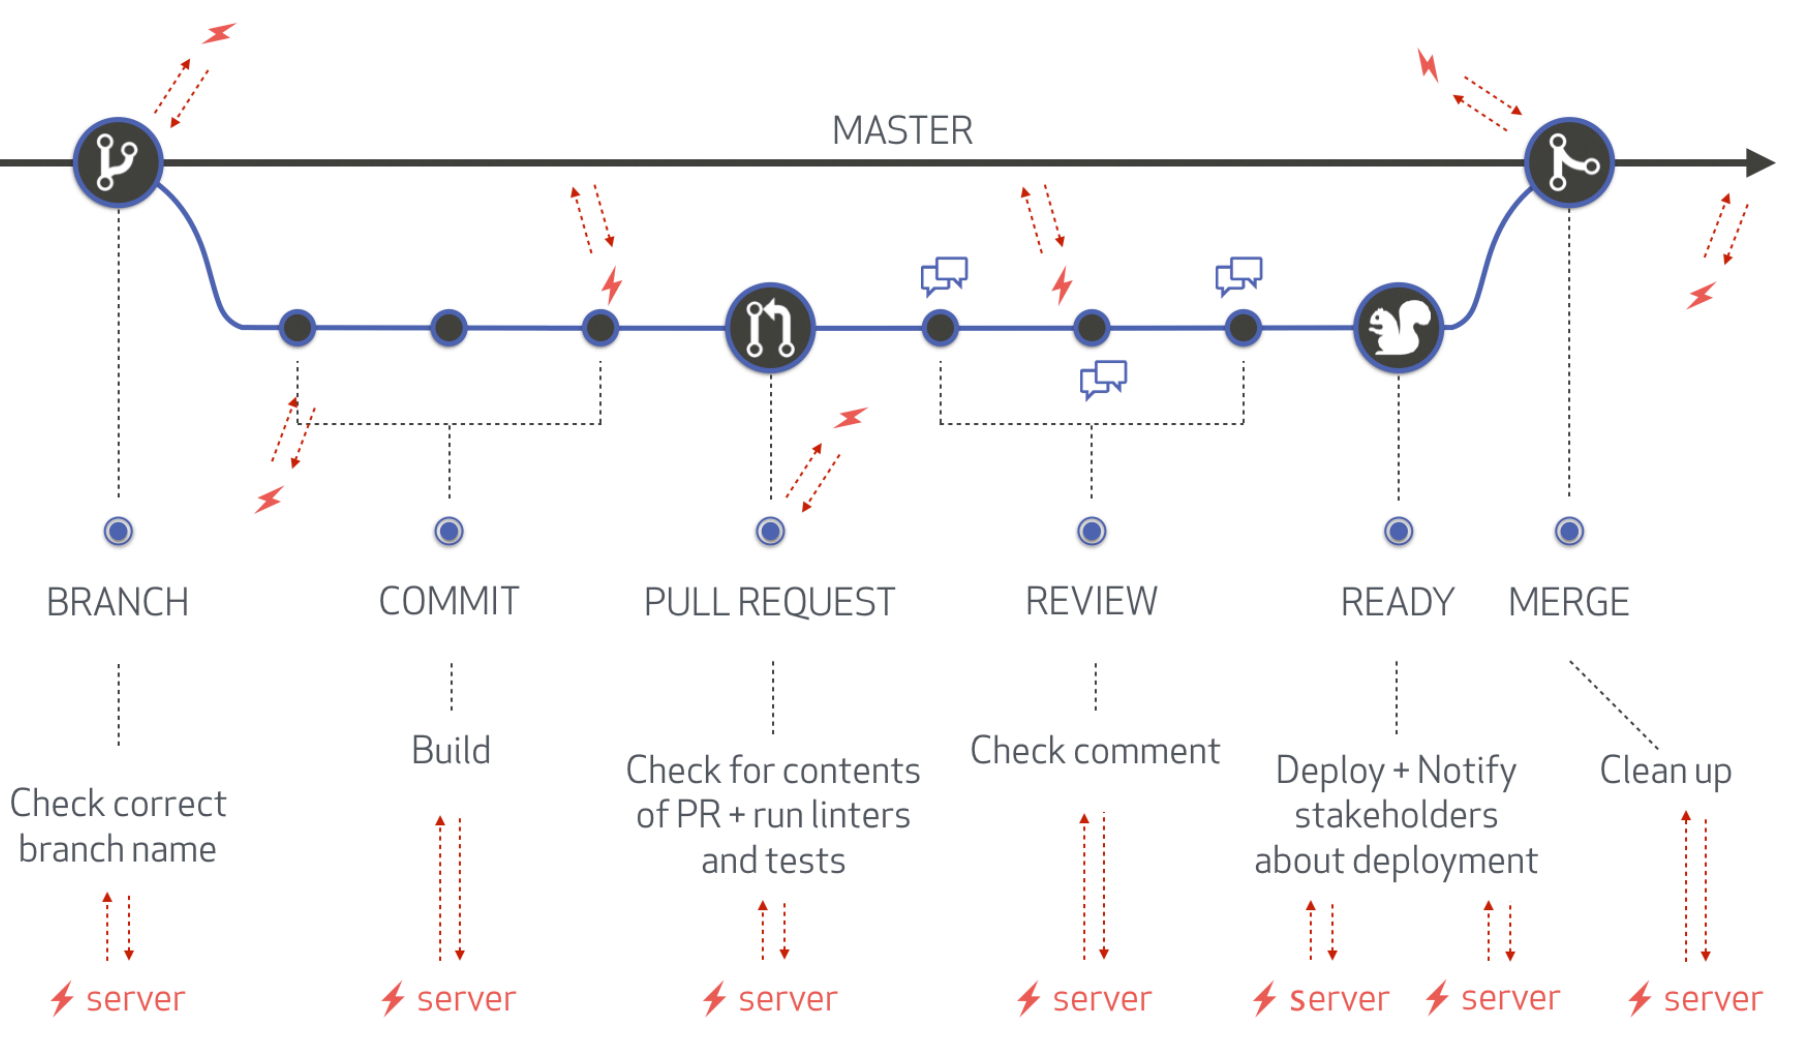 MASTER
BRANCH
COMMIT
PULL REQUEST
REVIEW
READY
MERGE
Check correct
branch name
Build
Check for contents
of PR + run linters
and tests
Check comment
Deploy + Notify
stakeholders
about deployment
Clean up
server
server
server
server
server
server
server